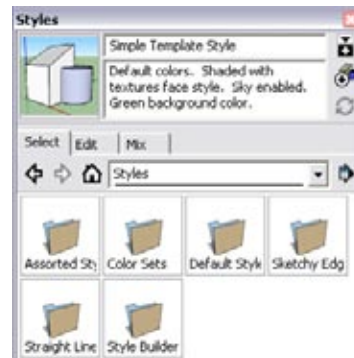 Styles
Simple Template Style
Default colors. Shaded with
textures face style. Sky enabled.
Green background color.
Select Edit Mix
Styles
Assorted Sty Color Sets Default Style Sketchy Edg
Straight Line Style Builder